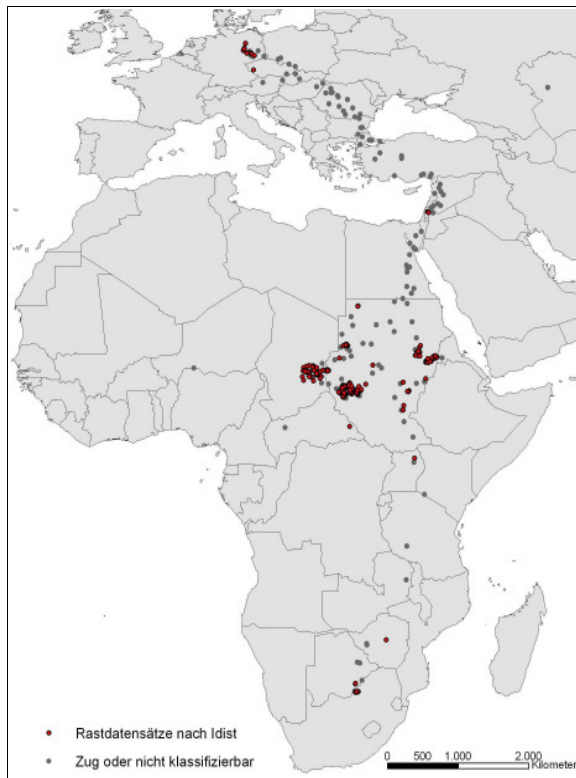 Rastdatensätze nach Idist
Zug oder nicht klassifizierbar
0 500 1.000 2.000
Kilometer